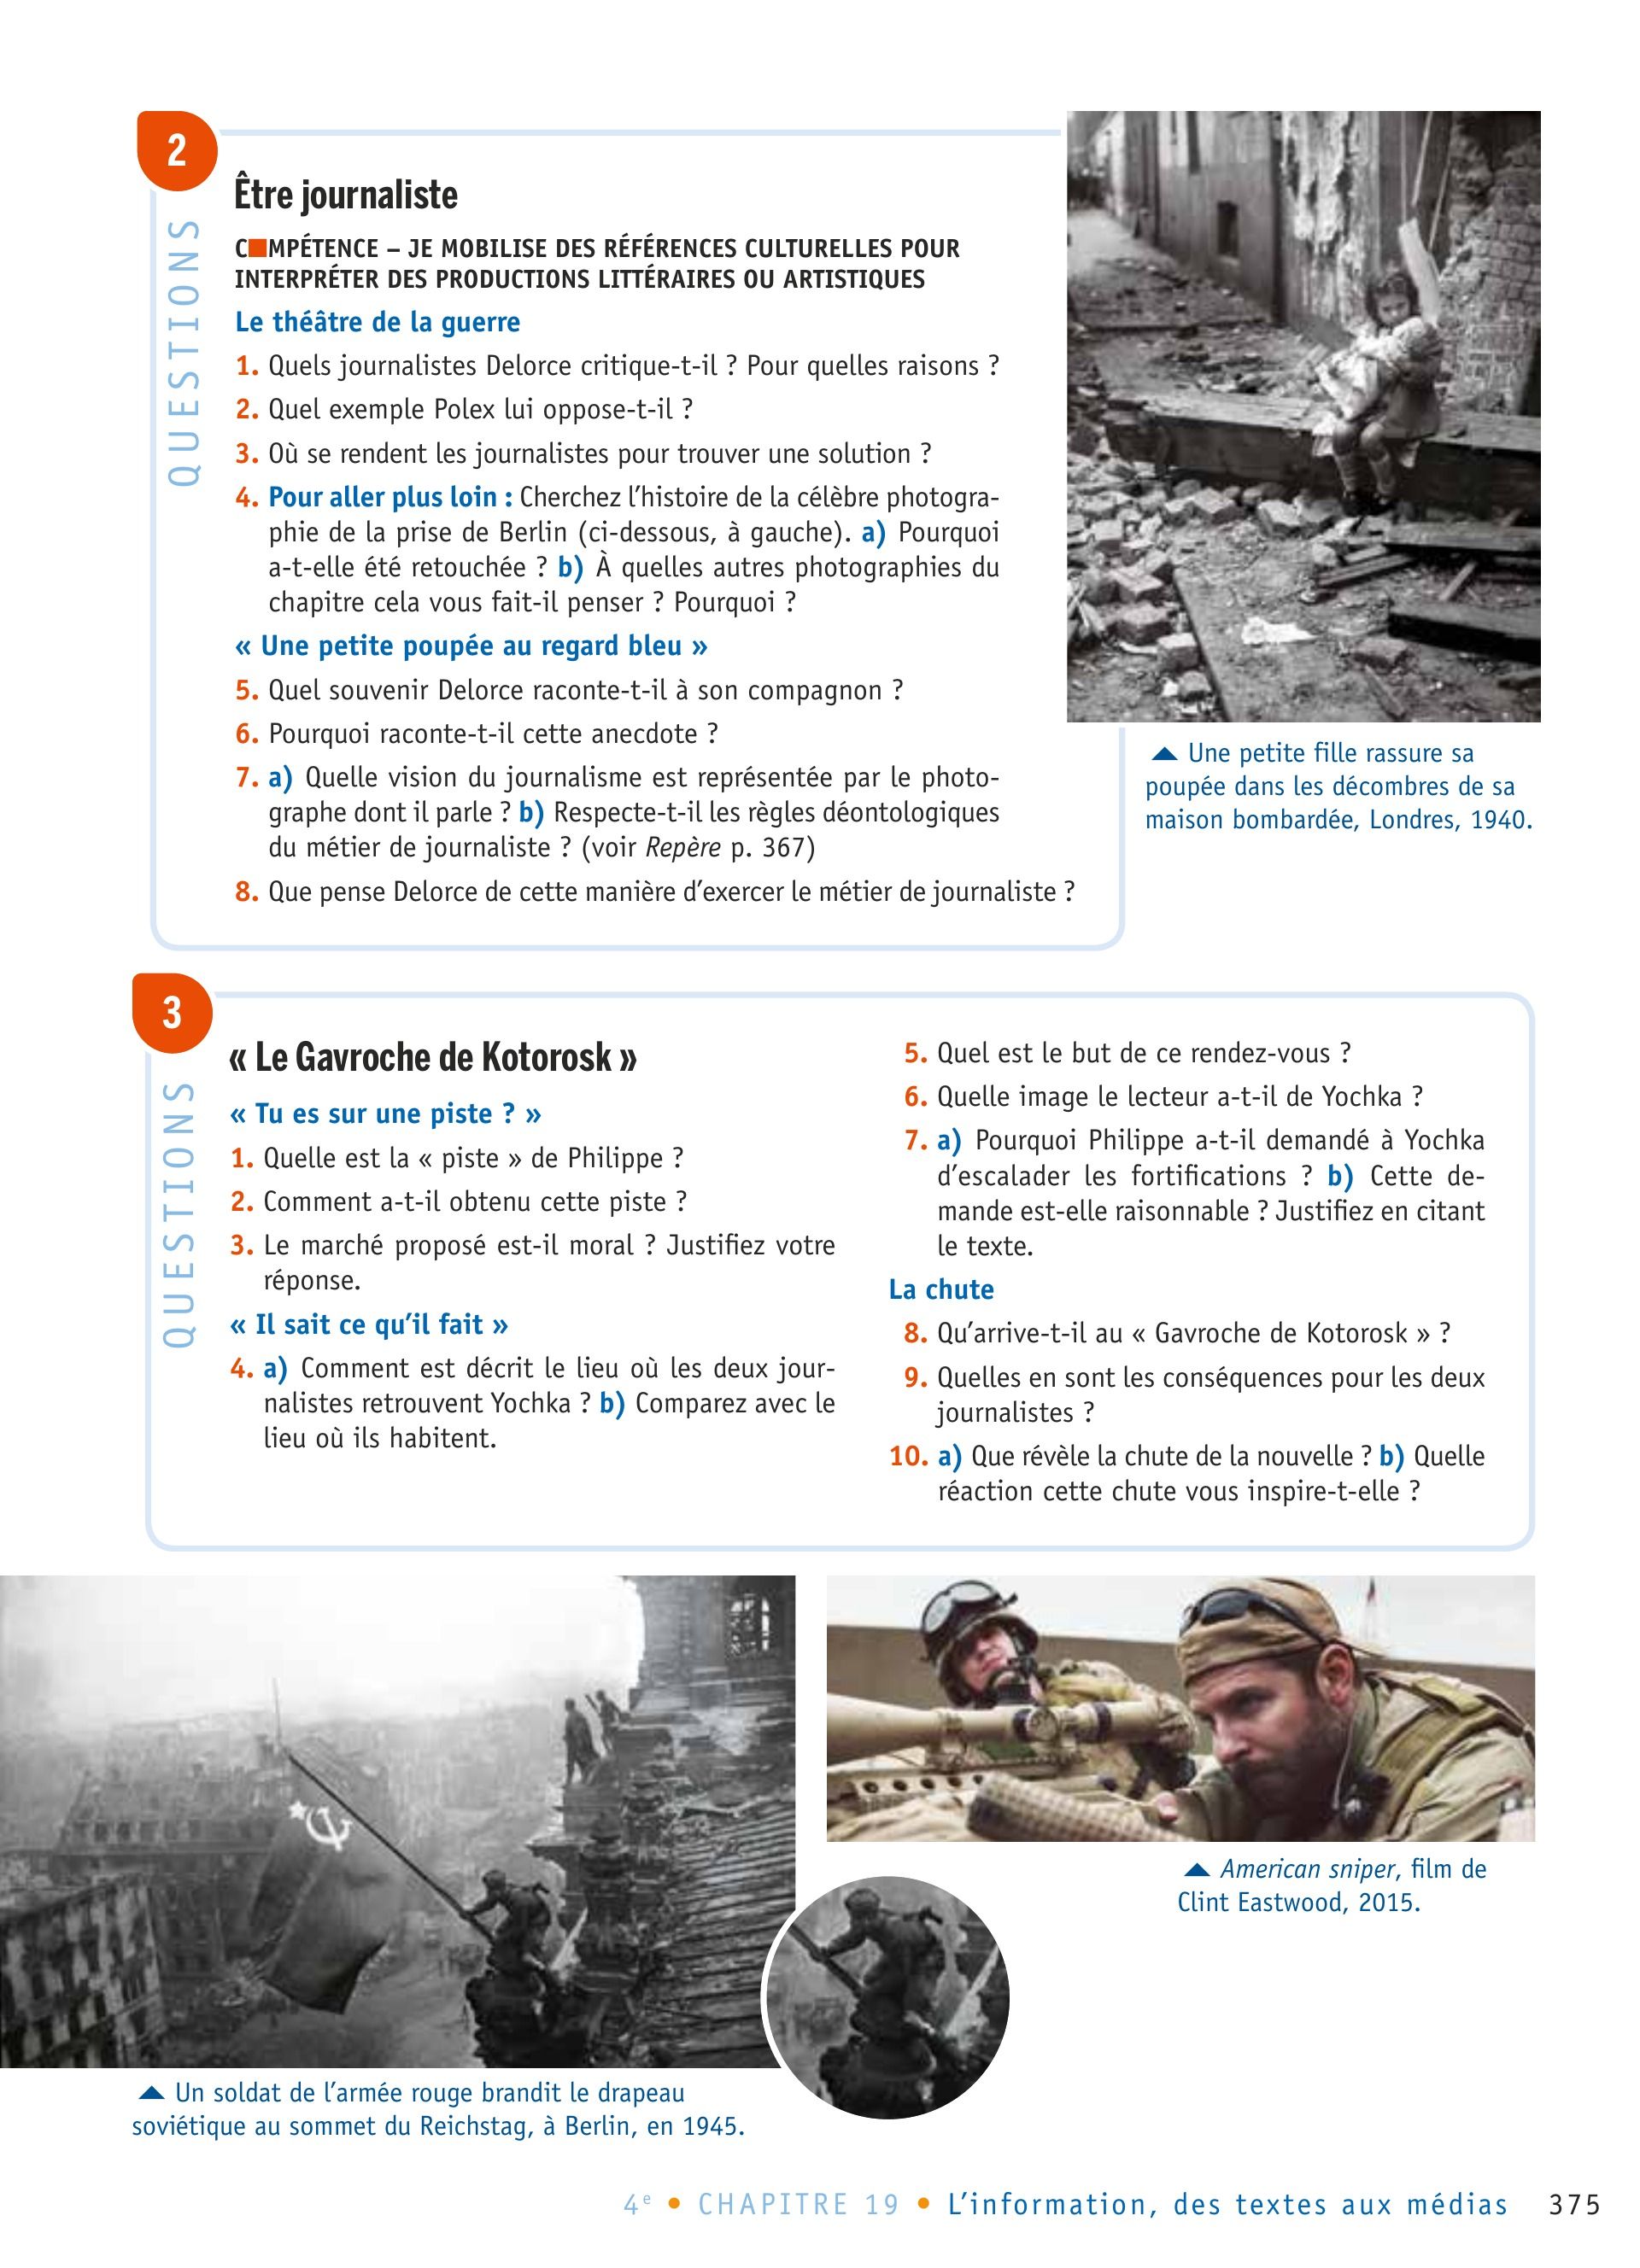 2
QUESTIONS
Être journaliste
C■MPÉTENCE – JE MOBILISE DES RÉFÉRENCES CULTURELLES POUR
INTERPRÉTER DES PRODUCTIONS LITTÉRAIRES OU ARTISTIQUES
Le théâtre de la guerre
1. Quels journalistes Delorce critique-t-il ? Pour quelles raisons ?
2. Quel exemple Polex lui oppose-t-il ?
3. Où se rendent les journalistes pour trouver une solution ?
4. Pour aller plus loin : Cherchez l’histoire de la célèbre photogra-
phie de la prise de Berlin (ci-dessous, à gauche). a) Pourquoi
a-t-elle été retouchée ? b) À quelles autres photographies du
chapitre cela vous fait-il penser ? Pourquoi ?
« Une petite poupée au regard bleu »
5. Quel souvenir Delorce raconte-t-il à son compagnon ?
6. Pourquoi raconte-t-il cette anecdote ?
7. a) Quelle vision du journalisme est représentée par le photo-
graphe dont il parle ? b) Respecte-t-il les règles déontologiques
du métier de journaliste ? (voir Repère p. 367)
8. Que pense Delorce de cette manière d’exercer le métier de journaliste ?
▲ Une petite fille rassure sa
poupée dans les décombres de sa
maison bombardée, Londres, 1940.
3
QUESTIONS
« Le Gavroche de Kotorosk »
« Tu es sur une piste ? »
1. Quelle est la « piste » de Philippe ?
2. Comment a-t-il obtenu cette piste ?
3. Le marché proposé est-il moral ? Justifiez votre
réponse.
« Il sait ce qu’il fait »
4. a) Comment est décrit le lieu où les deux jour-
nalistes retrouvent Yochka ? b) Comparez avec le
lieu où ils habitent.
5. Quel est le but de ce rendez-vous ?
6. Quelle image le lecteur a-t-il de Yochka ?
7. a) Pourquoi Philippe a-t-il demandé à Yochka
d’escalader les fortifications ? b) Cette de-
mande est-elle raisonnable ? Justifiez en citant
le texte.
La chute
8. Qu’arrive-t-il au « Gavroche de Kotorosk » ?
9. Quelles en sont les conséquences pour les deux
journalistes ?
10. a) Que révèle la chute de la nouvelle ? b) Quelle
réaction cette chute vous inspire-t-elle ?
▲ American sniper, film de
Clint Eastwood, 2015.
▲ Un soldat de l’armée rouge brandit le drapeau
soviétique au sommet du Reichstag, à Berlin, en 1945.
4e • CHAPITRE 19 • L’information, des textes aux médias 375